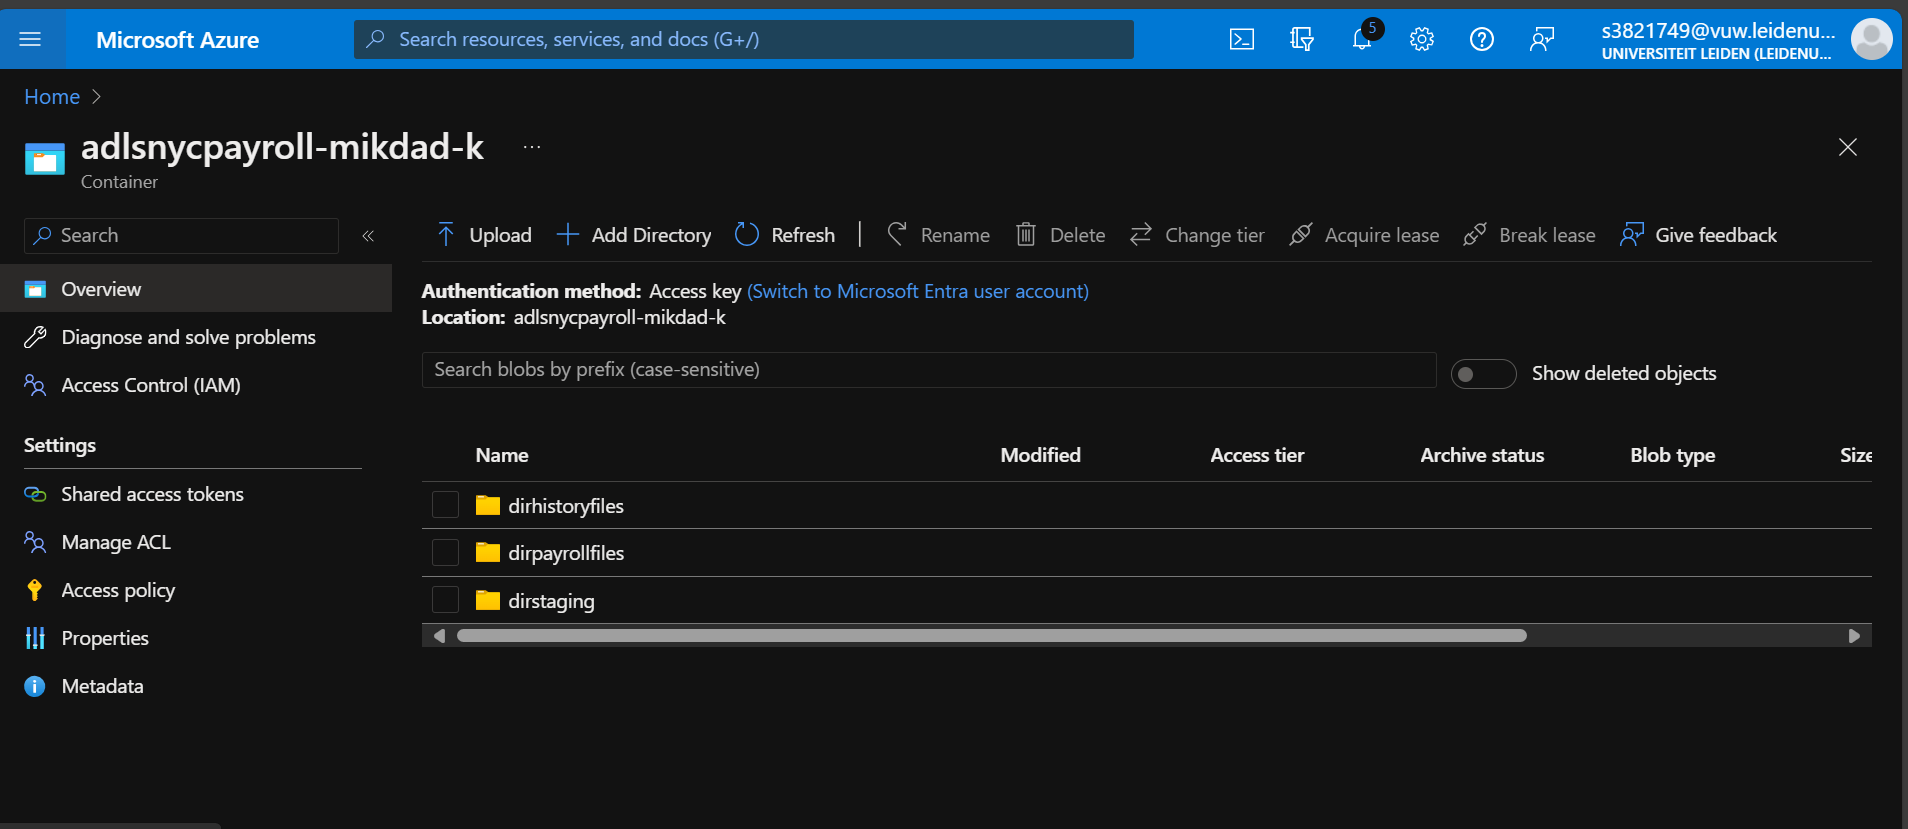 Microsoft Azure
Search resources, services, and docs (G+/)
5
s3821749@vuw.leidenu...
UNIVERSITEIT LEIDEN (LEIDENU...
Home
adlsnycpayroll-mikdad-k ...
Container
Search
Upload
Add Directory
Refresh
Rename
Delete
Change tier
Acquire lease
Break lease
Give feedback
Overview
Diagnose and solve problems
Access Control (IAM)
Settings
Shared access tokens
Manage ACL
Access policy
Properties
Metadata
Authentication method: Access key (Switch to Microsoft Entra user account)
Location: adlsnycpayroll-mikdad-k
Search blobs by prefix (case-sensitive)
Show deleted objects
Name Modified Access tier Archive status Blob type Size
dirhistoryfiles
dirpayrollfiles
dirstaging